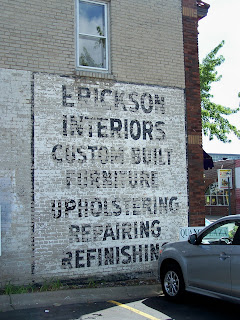 ERICKSON
INTERIORS
CUSTOM BUILT
FURNITURE
UPHOLSTERING
REPAIRING
REFINISHING